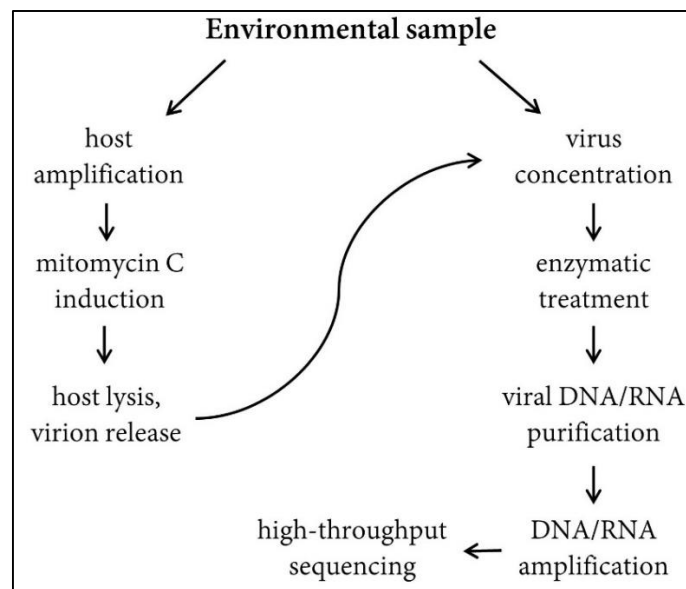 Environmental sample
host
amplification
mitomycin C
induction
host lysis,
virion release
virus
concentration
enzymatic
treatment
viral DNA/RNA
purification
DNA/RNA
amplification
high-throughput
sequencing